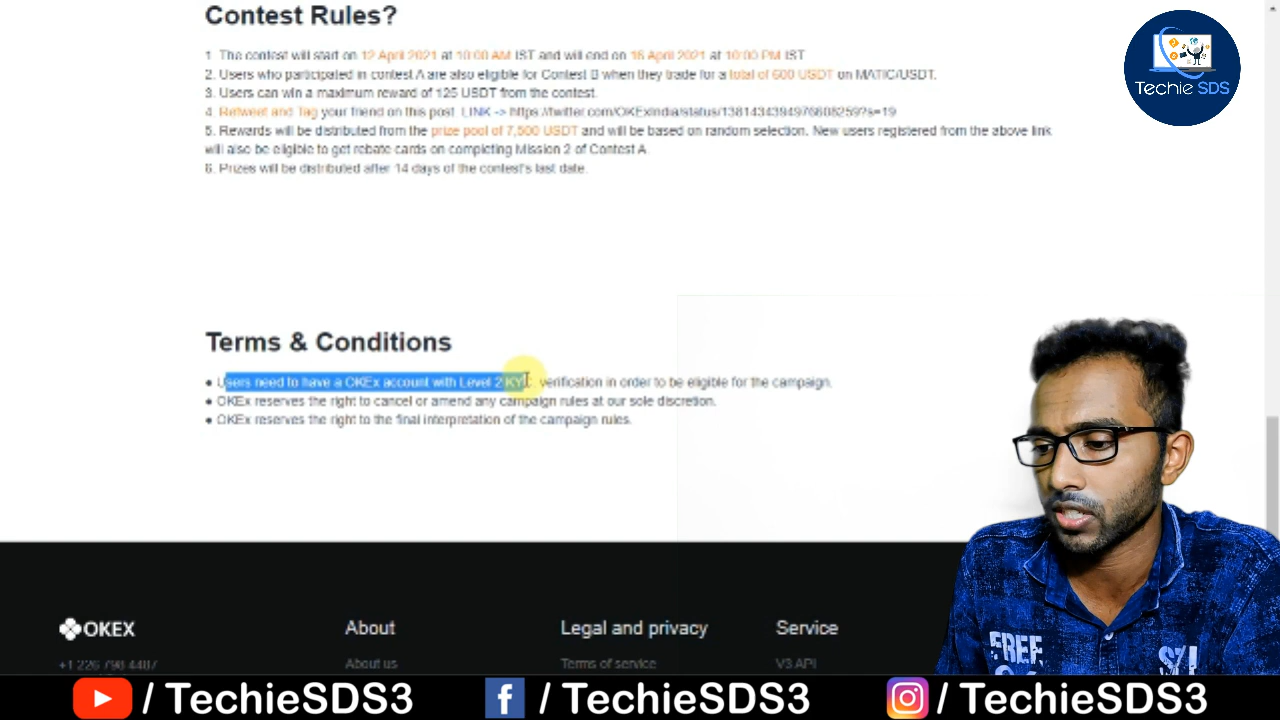 Contest Rules?
1. The contest will start on 12 April 2021 at 10:00 AM IST and will end on 16 April 2021 at 10:00 PM IST
2. Users who participated in contest A are also eligible for Contest B when they trade for a total of 600 USDT on MATIC/USDT.
3. Users can win a maximum reward of 125 USDT from the contest.
4. Retweet and Tag your friend on this post. LINK -> https://twitter.com/OKExIndia/status/1381434394976608259?s=19
5. Rewards will be distributed from the prize pool of 7,500 USDT and will be based on random selection. New users registered from the above link
will also be eligible to get rebate cards on completing Mission 2 of Contest A.
6. Prizes will be distributed after 14 days of the contest's last date.
Techie SDS
Terms & Conditions
● Users need to have a OKEx account with Level 2 KYC verification in order to be eligible for the campaign.
● OKEx reserves the right to cancel or amend any campaign rules at our sole discretion.
● OKEx reserves the right to the final interpretation of the campaign rules.
OKEX About Legal and privacy Service
+1 226 798 4487 About us Terms of service V3 API
FREE
/ TechieSDS3 / TechieSDS3 / TechieSDS3